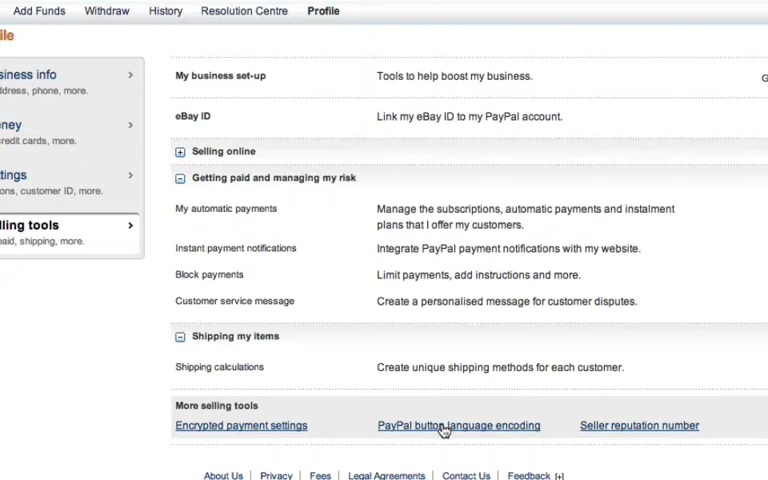 Add Funds Withdraw History Resolution Centre Profile
ile
siness info
ddress, phone, more.
ney
credit cards, more.
ttings
ons, customer ID, more.
lling tools
paid, shipping, more.
My business set-up Tools to help boost my business. G
eBay ID Link my eBay ID to my PayPal account.
Selling online
Getting paid and managing my risk
My automatic payments Manage the subscriptions, automatic payments and instalment
plans that I offer my customers.
Instant payment notifications Integrate PayPal payment notifications with my website.
Block payments Limit payments, add instructions and more.
Customer service message Create a personalised message for customer disputes.
Shipping my items
Shipping calculations Create unique shipping methods for each customer.
More selling tools
Encrypted payment settings PayPal button language encoding Seller reputation number
About Us Privacy Fees Legal Agreements Contact Us Feedback [+]